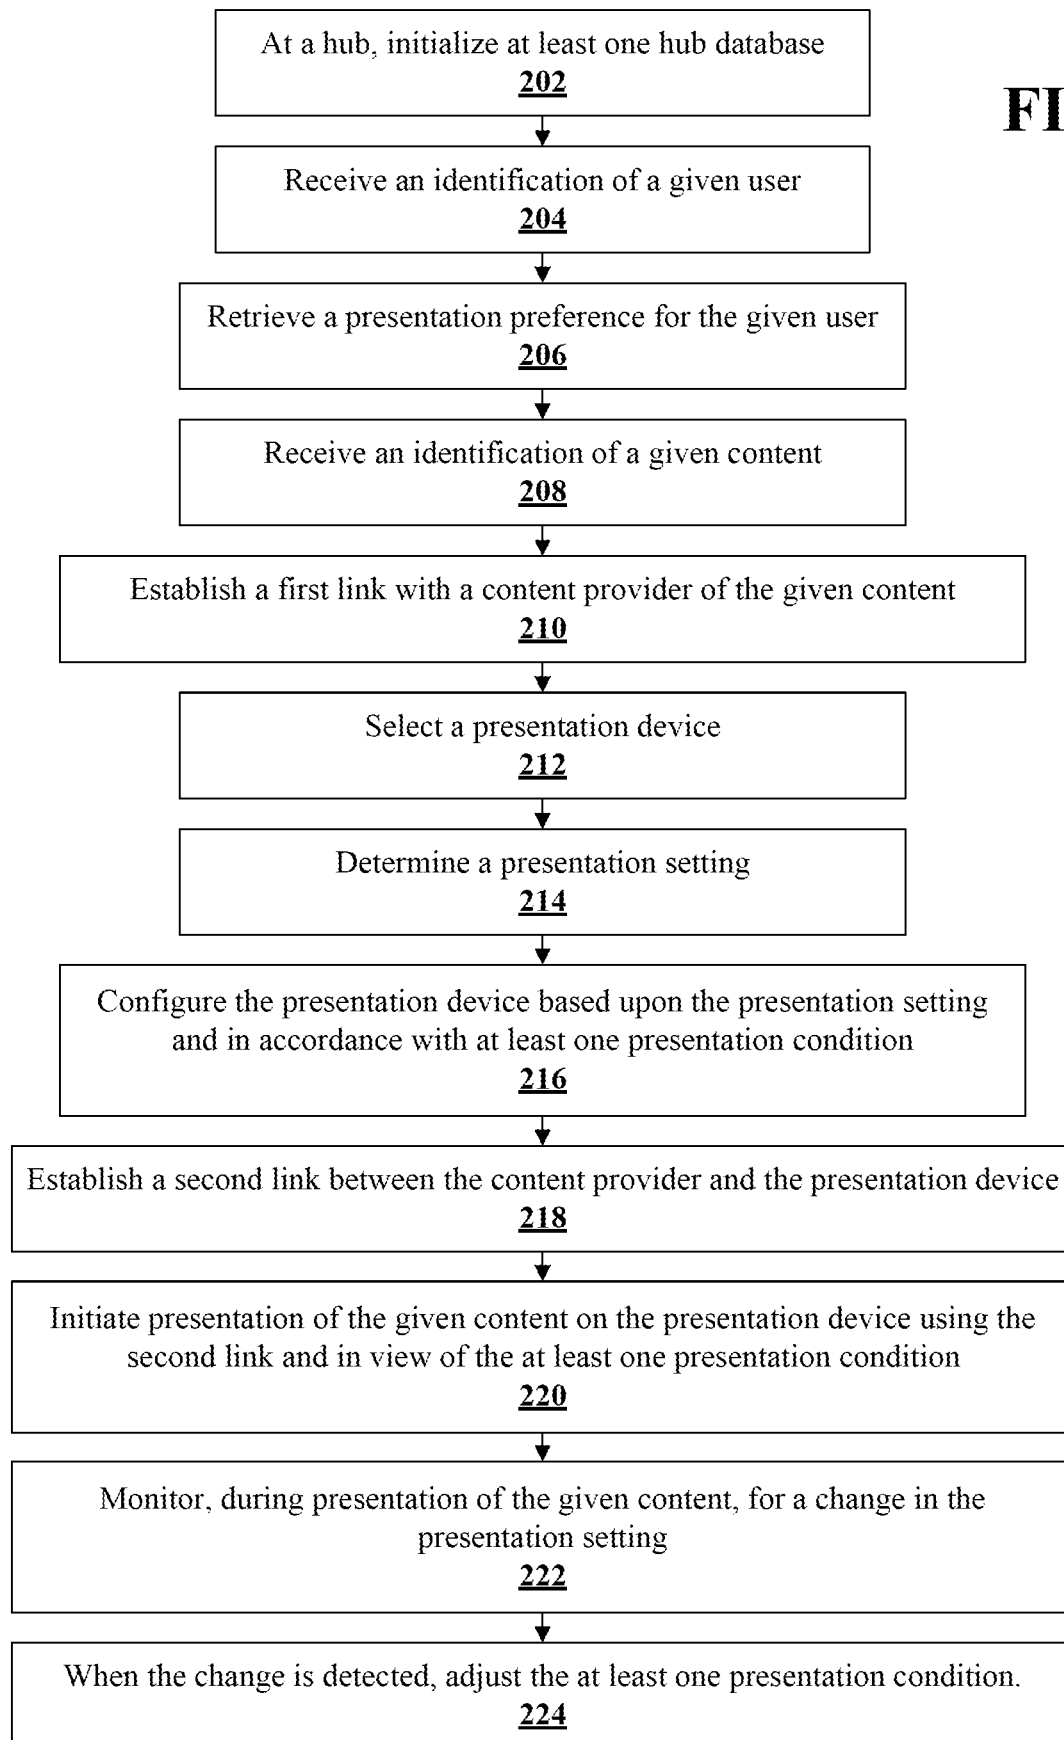 At a hub, initialize at least one hub database
202
FI
Receive an identification of a given user
204
Retrieve a presentation preference for the given user
206
Receive an identification of a given content
208
Establish a first link with a content provider of the given content
210
Select a presentation device
212
Determine a presentation setting
214
Configure the presentation device based upon the presentation setting
and in accordance with at least one presentation condition
216
Establish a second link between the content provider and the presentation device
218
Initiate presentation of the given content on the presentation device using the
second link and in view of the at least one presentation condition
220
Monitor, during presentation of the given content, for a change in the
presentation setting
222
When the change is detected, adjust the at least one presentation condition.
224